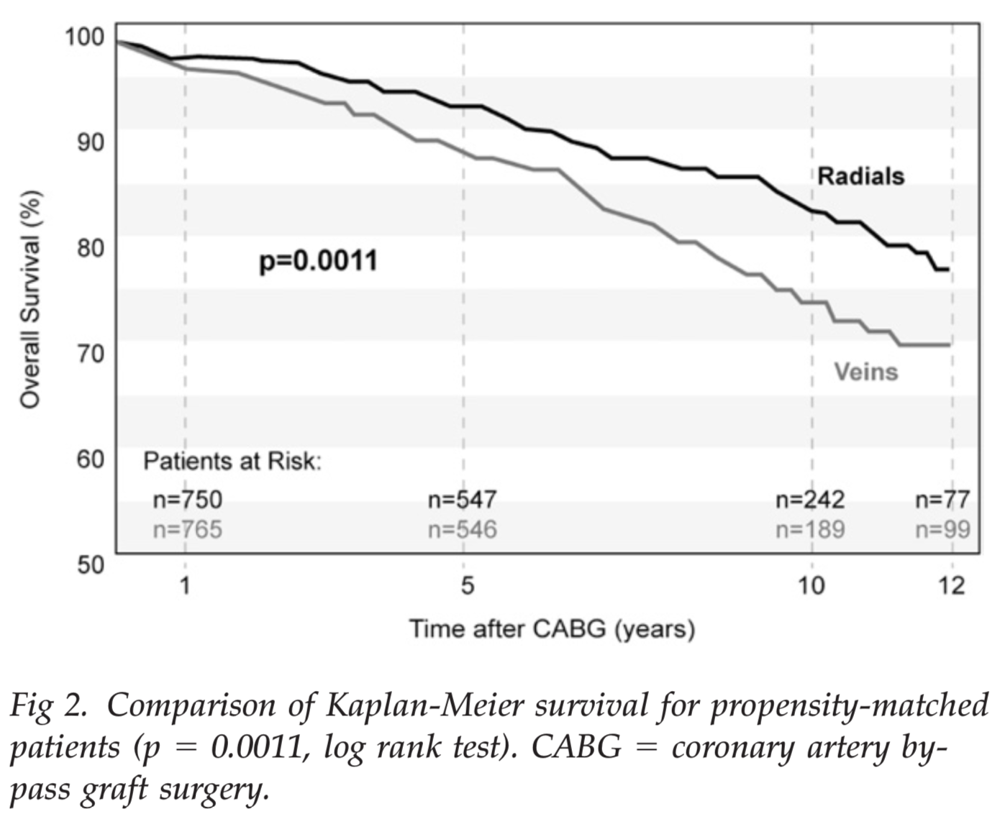 100
90
80
70
60
50
Overall Survival (%)
Radials
p=0.0011
Veins
Patients at Risk:
n=750 n=547 n=242 n=77
n=765 n=546 n=189 n=99
1 5 10 12
Time after CABG (years)
Fig 2. Comparison of Kaplan-Meier survival for propensity-matched
patients (p = 0.0011, log rank test). CABG = coronary artery by-
pass graft surgery.